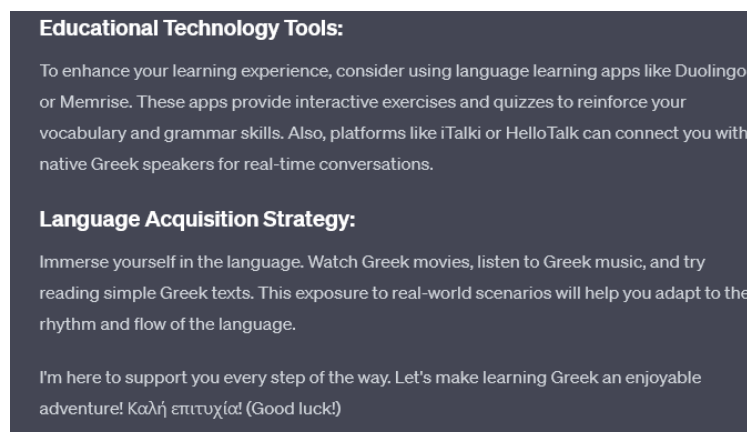 Educational Technology Tools:
To enhance your learning experience, consider using language learning apps like Duolingo
or Memrise. These apps provide interactive exercises and quizzes to reinforce your
vocabulary and grammar skills. Also, platforms like iTalki or HelloTalk can connect you with
native Greek speakers for real-time conversations.
Language Acquisition Strategy:
Immerse yourself in the language. Watch Greek movies, listen to Greek music, and try
reading simple Greek texts. This exposure to real-world scenarios will help you adapt to the
rhythm and flow of the language.
I'm here to support you every step of the way. Let's make learning Greek an enjoyable
adventure! Καλή επιτυχία! (Good luck!)